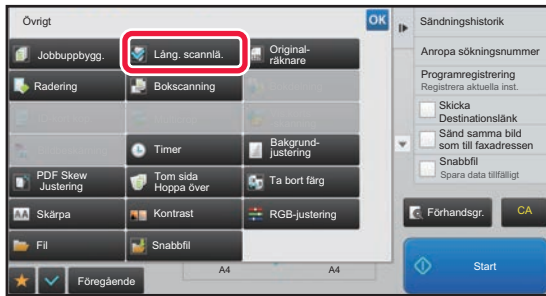 Övrigt
OK
Jobbuppbygg.
Lång. scannlä.
Original-
räknare
Radering
Bokscanning
Timer
Bakgrund-
justering
PDF Skew
Justering
Tom sida
Hoppa över
Ta bort färg
Skärpa
Kontrast
RGB-justering
Fil
Snabbfil
Föregående
A4
A4
Sändningshistorik
Anropa sökningsnummer
Programregistrering
Registrera aktuella inst.
Skicka
Destinationslänk
Sänd samma bild
som till faxadressen
Snabbfil
Spara data tillfälligt
Förhandsgr.
CA
Start